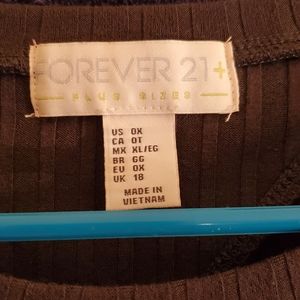 FOREVER 21+
PLUS SIZES
US 0X
CA 0T
MX XL/EG
BR GG
EU 0X
UK 18
MADE IN
VIETNAM